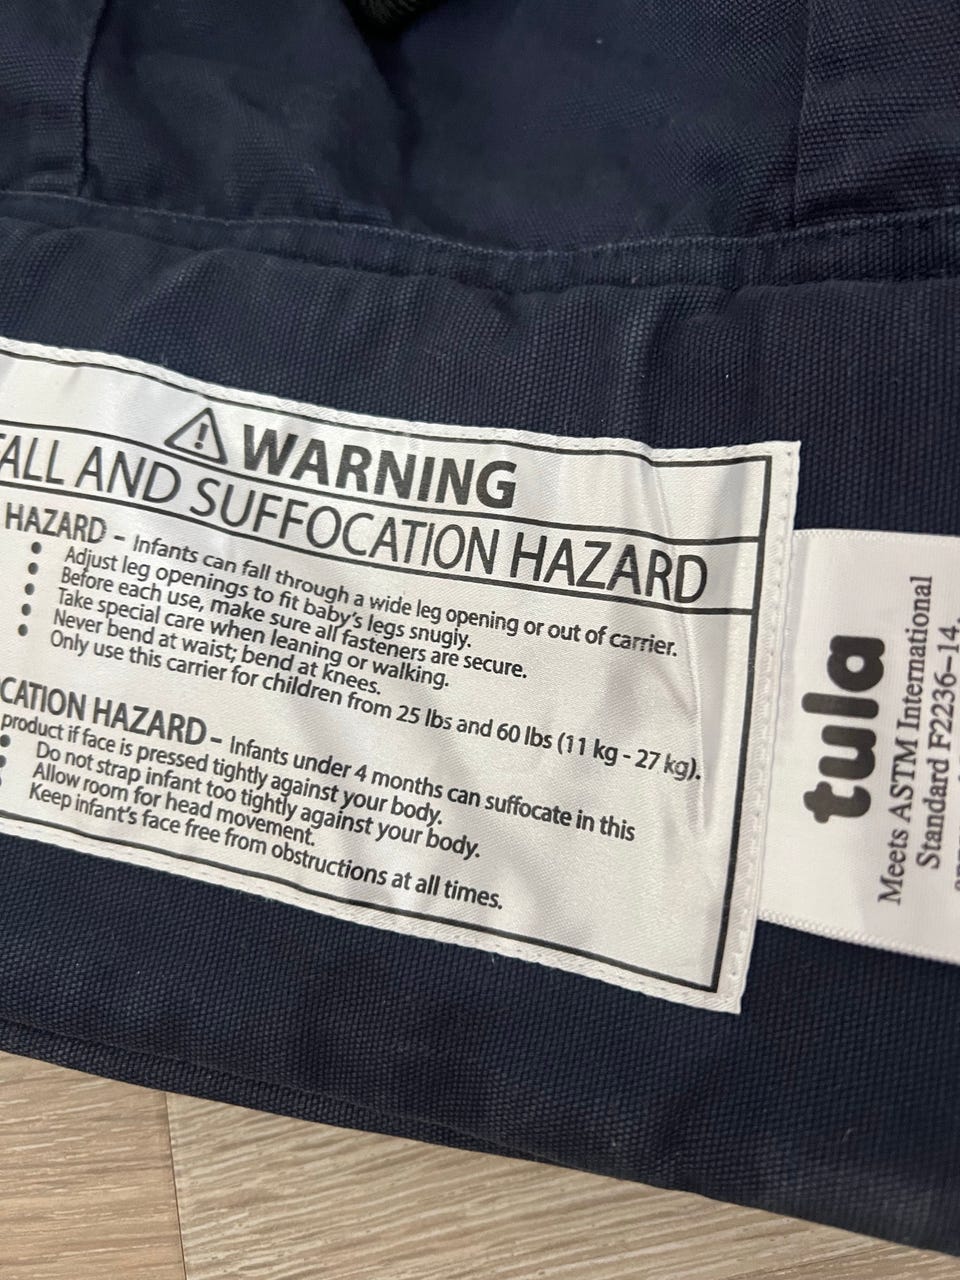 WARNING
FALL AND SUFFOCATION HAZARD
HAZARD - Infants can fall through a wide leg opening or out of carrier.
• Adjust leg openings to fit baby's legs snugly.
• Before each use, make sure all fasteners are secure.
• Take special care when leaning or walking.
• Never bend at waist; bend at knees.
• Only use this carrier for children from 25 lbs and 60 lbs (11 kg - 27 kg).
CATION HAZARD - Infants under 4 months can suffocate in this
product if face is pressed tightly against your body.
• Do not strap infant too tightly against your body.
• Allow room for head movement.
• Keep infant's face free from obstructions at all times.
tula
Meets ASTM International
Standard F2236-14.